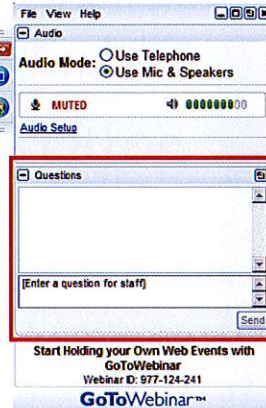 File View Help
Audio
Audio Mode: Use Telephone
Use Mic & Speakers
MUTED
Audio Setup
Questions
[Enter a question for staff]
Send
Start Holding your Own Web Events with
GoToWebinar
Webinar ID: 977-124-241
GoToWebinar™